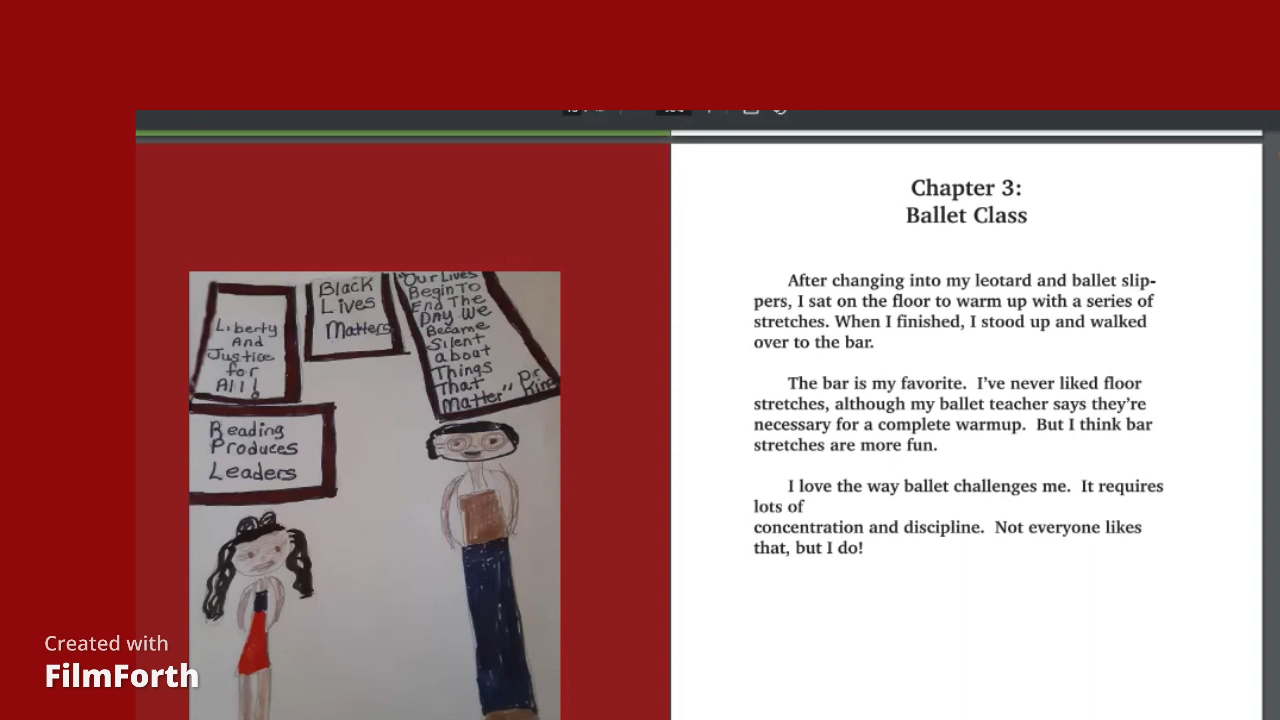 Liberty
And
Justice
for
All!
Black
Lives
Matters
"Our Lives
Begin To
End The
DAY We
Became
Silent
about
Things
That
Matter" Dr.
King
Reading
Produces
Leaders
Chapter 3:
Ballet Class
After changing into my leotard and ballet slip-
pers, I sat on the floor to warm up with a series of
stretches. When I finished, I stood up and walked
over to the bar.
The bar is my favorite.  I've never liked floor
stretches, although my ballet teacher says they're
necessary for a complete warmup.  But I think bar
stretches are more fun.
I love the way ballet challenges me.  It requires
lots of
concentration and discipline.  Not everyone likes
that, but I do!
Created with
FilmForth